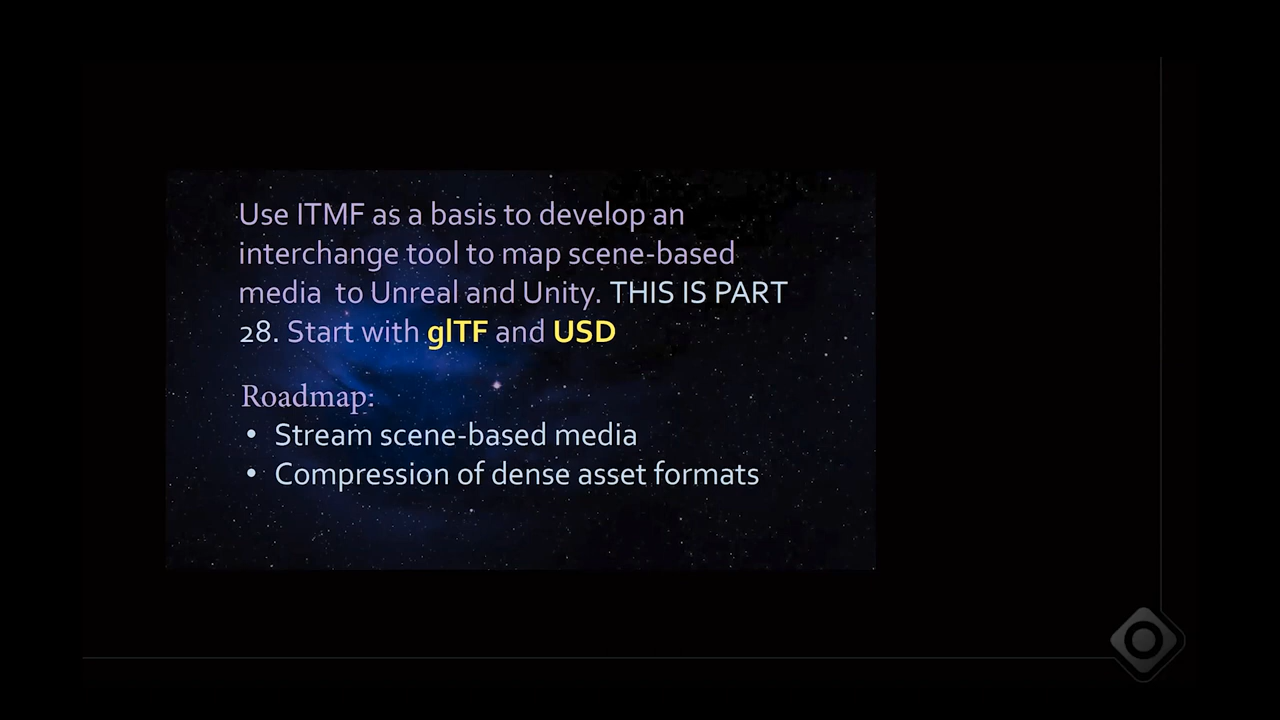 Use ITMF as a basis to develop an
interchange tool to map scene-based
media to Unreal and Unity. THIS IS PART
28. Start with glTF and USD
Roadmap:
• Stream scene-based media
• Compression of dense asset formats